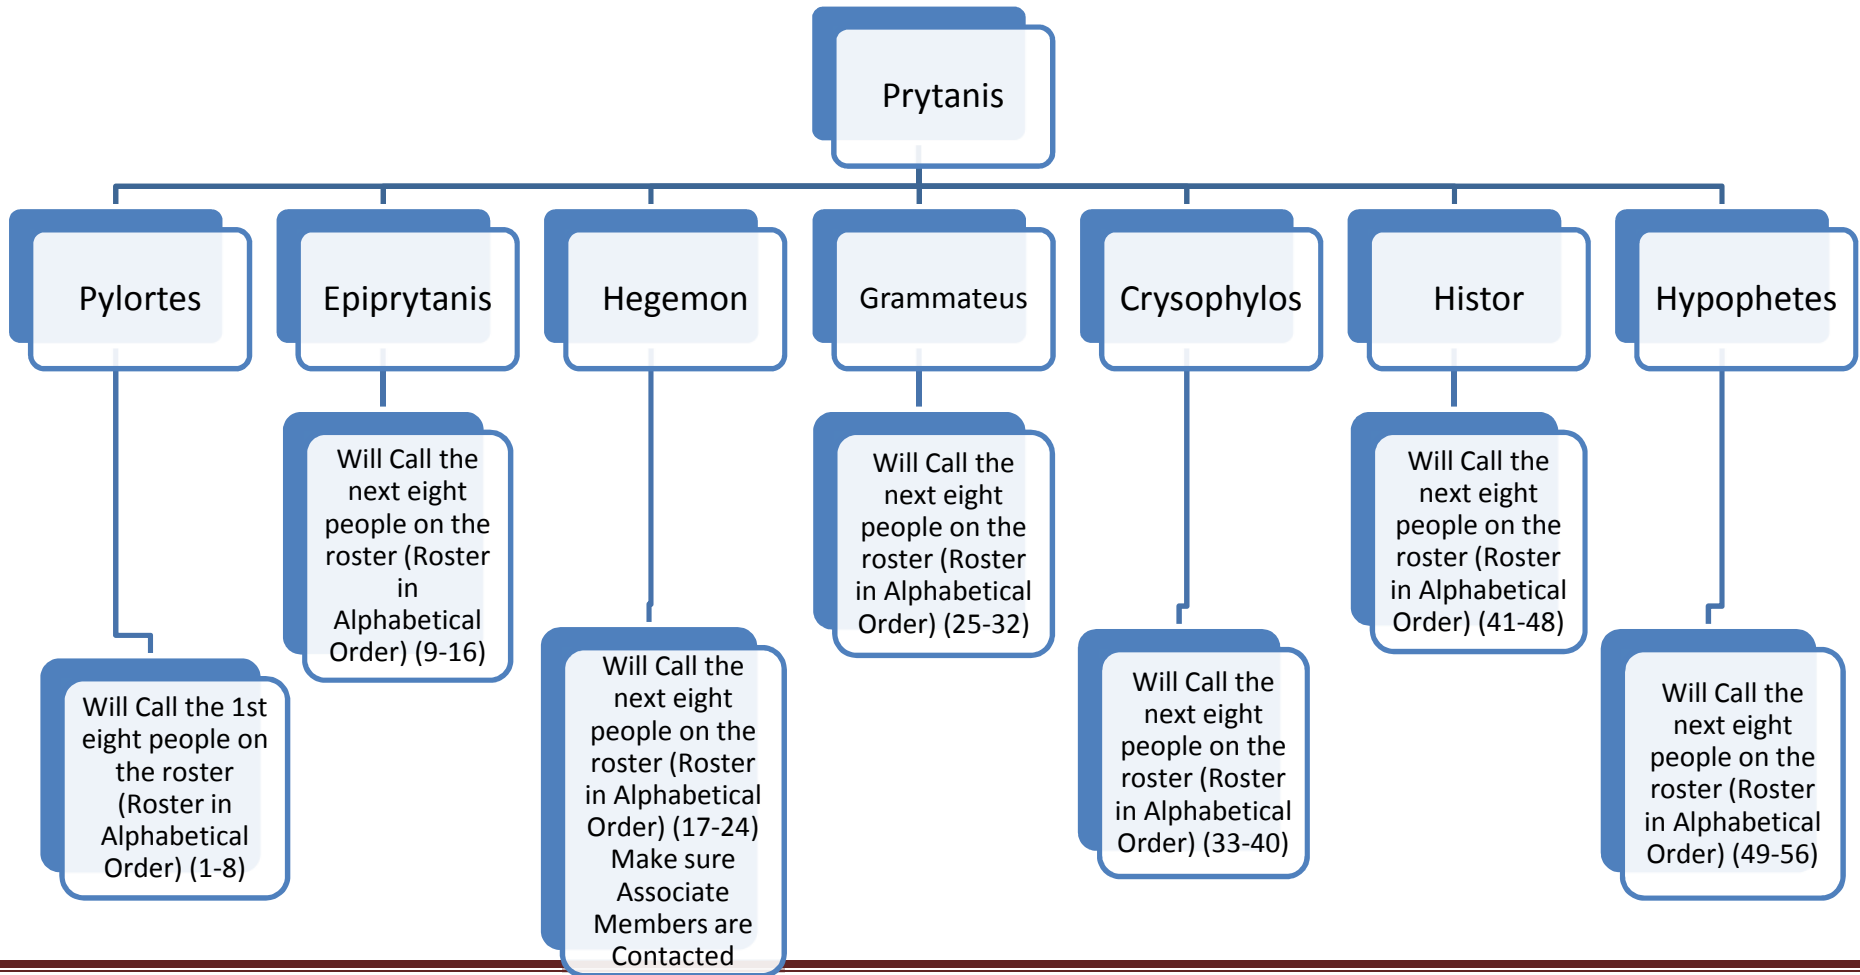 Prytanis
Pylortes
Epiprytanis
Hegemon
Grammateus
Crysophylos
Histor
Hypophetes
Will Call the 1st
eight people on
the roster
(Roster in
Alphabetical
Order) (1-8)
Will Call the
next eight
people on the
roster (Roster
in
Alphabetical
Order) (9-16)
Will Call the
next eight
people on the
roster (Roster
in Alphabetical
Order) (17-24)
Make sure
Associate
Members are
Contacted
Will Call the
next eight
people on the
roster (Roster
in Alphabetical
Order) (25-32)
Will Call the
next eight
people on the
roster (Roster
in Alphabetical
Order) (33-40)
Will Call the
next eight
people on the
roster (Roster
in Alphabetical
Order) (41-48)
Will Call the
next eight
people on the
roster (Roster
in Alphabetical
Order) (49-56)